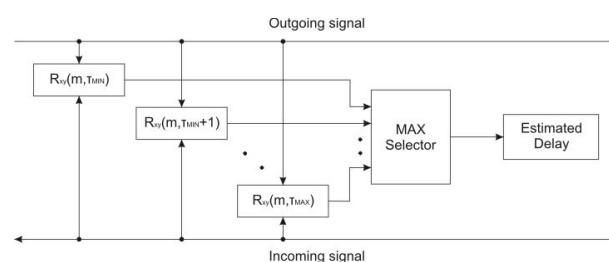 Outgoing signal
Rxy(m,τMIN)
Rxy(m,τMIN+1)
Rxy(m,τMAX)
MAX
Selector
Estimated
Delay
Incoming signal